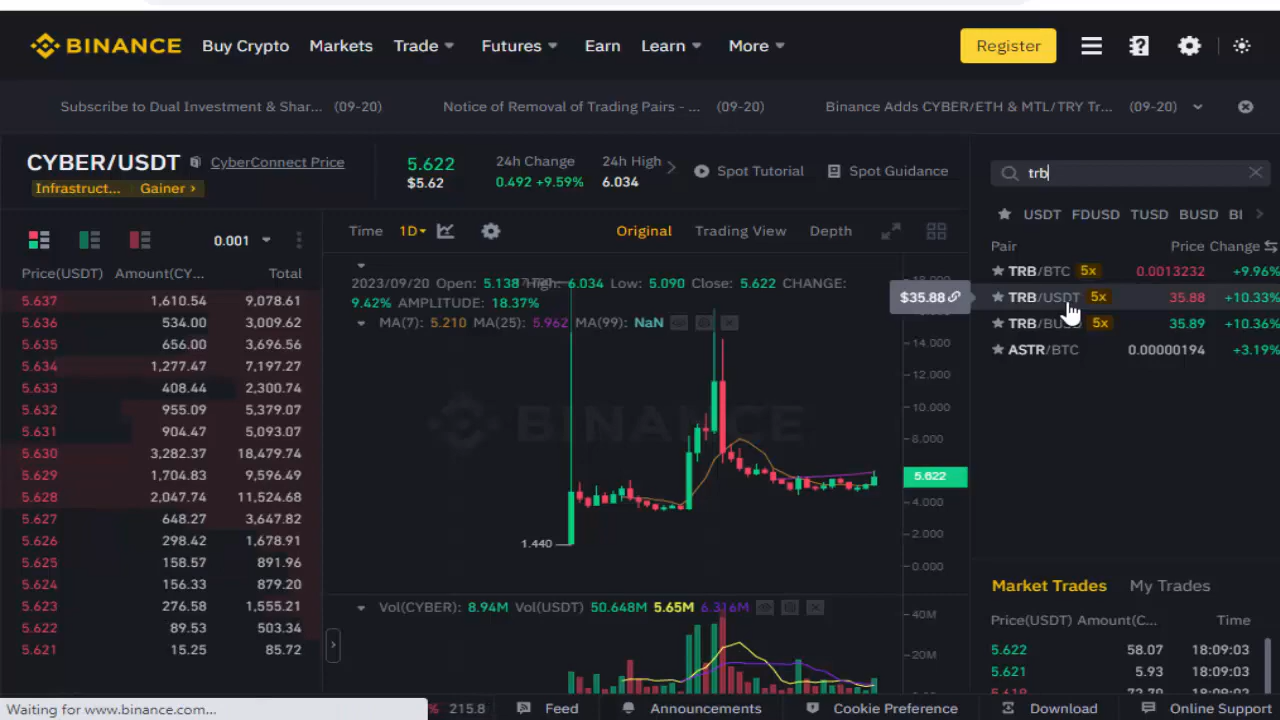 BINANCE Buy Crypto Markets Trade Futures Earn Learn More Register
Subscribe to Dual Investment & Shar... (09-20) Notice of Removal of Trading Pairs - ... (09-20) Binance Adds CYBER/ETH & MTL/TRY Tr... (09-20)
CYBER/USDT CyberConnect Price
Infrastruct... Gainer
5.622
$5.62
24h Change
0.492 +9.59%
24h High
6.034
Spot Tutorial Spot Guidance
trb
USDT FDUSD TUSD BUSD BI
Pair Price Change
TRB/BTC 5x 0.0013232 +9.96%
TRB/USDT 5x 35.88 +10.33%
$35.88
TRB/BUSD 5x 35.89 +10.36%
ASTR/BTC 0.00000194 +3.19%
0.001
Price(USDT) Amount(CY... Total
5.637 1,610.54 9,078.61
5.636 534.00 3,009.62
5.635 656.00 3,696.56
5.634 1,277.47 7,197.27
5.633 408.44 2,300.74
5.632 955.09 5,379.07
5.631 904.47 5,093.07
5.630 3,282.37 18,479.74
5.629 1,704.83 9,596.49
5.628 2,047.74 11,524.68
5.627 648.27 3,647.82
5.626 298.42 1,678.91
5.625 158.57 891.96
5.624 156.33 879.20
5.623 276.58 1,555.21
5.622 89.53 503.34
5.621 15.25 85.72
Time 1D Original Trading View Depth
2023/09/20 Open: 5.138 High: 6.034 Low: 5.090 Close: 5.622 CHANGE:
9.42% AMPLITUDE: 18.37%
MA(7): 5.210 MA(25): 5.962 MA(99): NaN
14.000
12.000
10.000
8.000
5.622
4.000
2.000
0.000
BINANCE
1.440
Vol(CYBER): 8.94M Vol(USDT) 50.648M 5.65M 6.316M
40M
20M
Market Trades My Trades
Price(USDT) Amount(C... Time
5.622 58.07 18:09:03
5.621 5.93 18:09:03
Waiting for www.binance.com...
215.8 Feed Announcements Cookie Preference Download Online Support